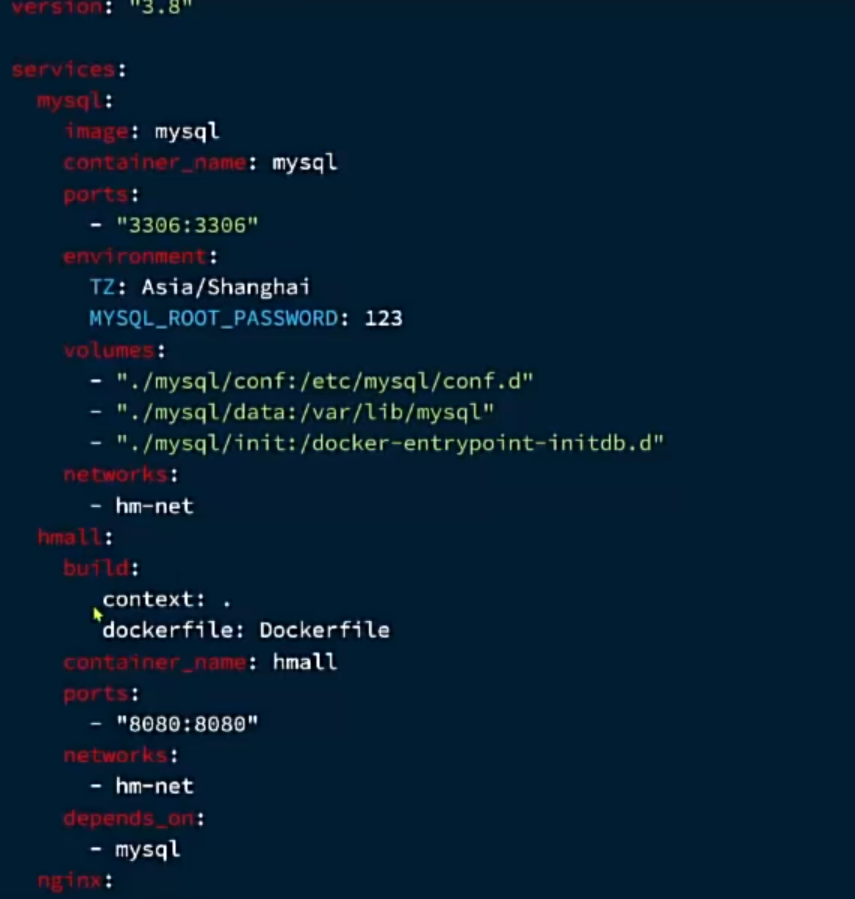 version: "3.8"
services:
mysql:
image: mysql
container_name: mysql
ports:
- "3306:3306"
environment:
TZ: Asia/Shanghai
MYSQL_ROOT_PASSWORD: 123
volumes:
- "./mysql/conf:/etc/mysql/conf.d"
- "./mysql/data:/var/lib/mysql"
- "./mysql/init:/docker-entrypoint-initdb.d"
networks:
- hm-net
hmall:
build:
context: .
dockerfile: Dockerfile
container_name: hmall
ports:
- "8080:8080"
networks:
- hm-net
depends_on:
- mysql
nginx: